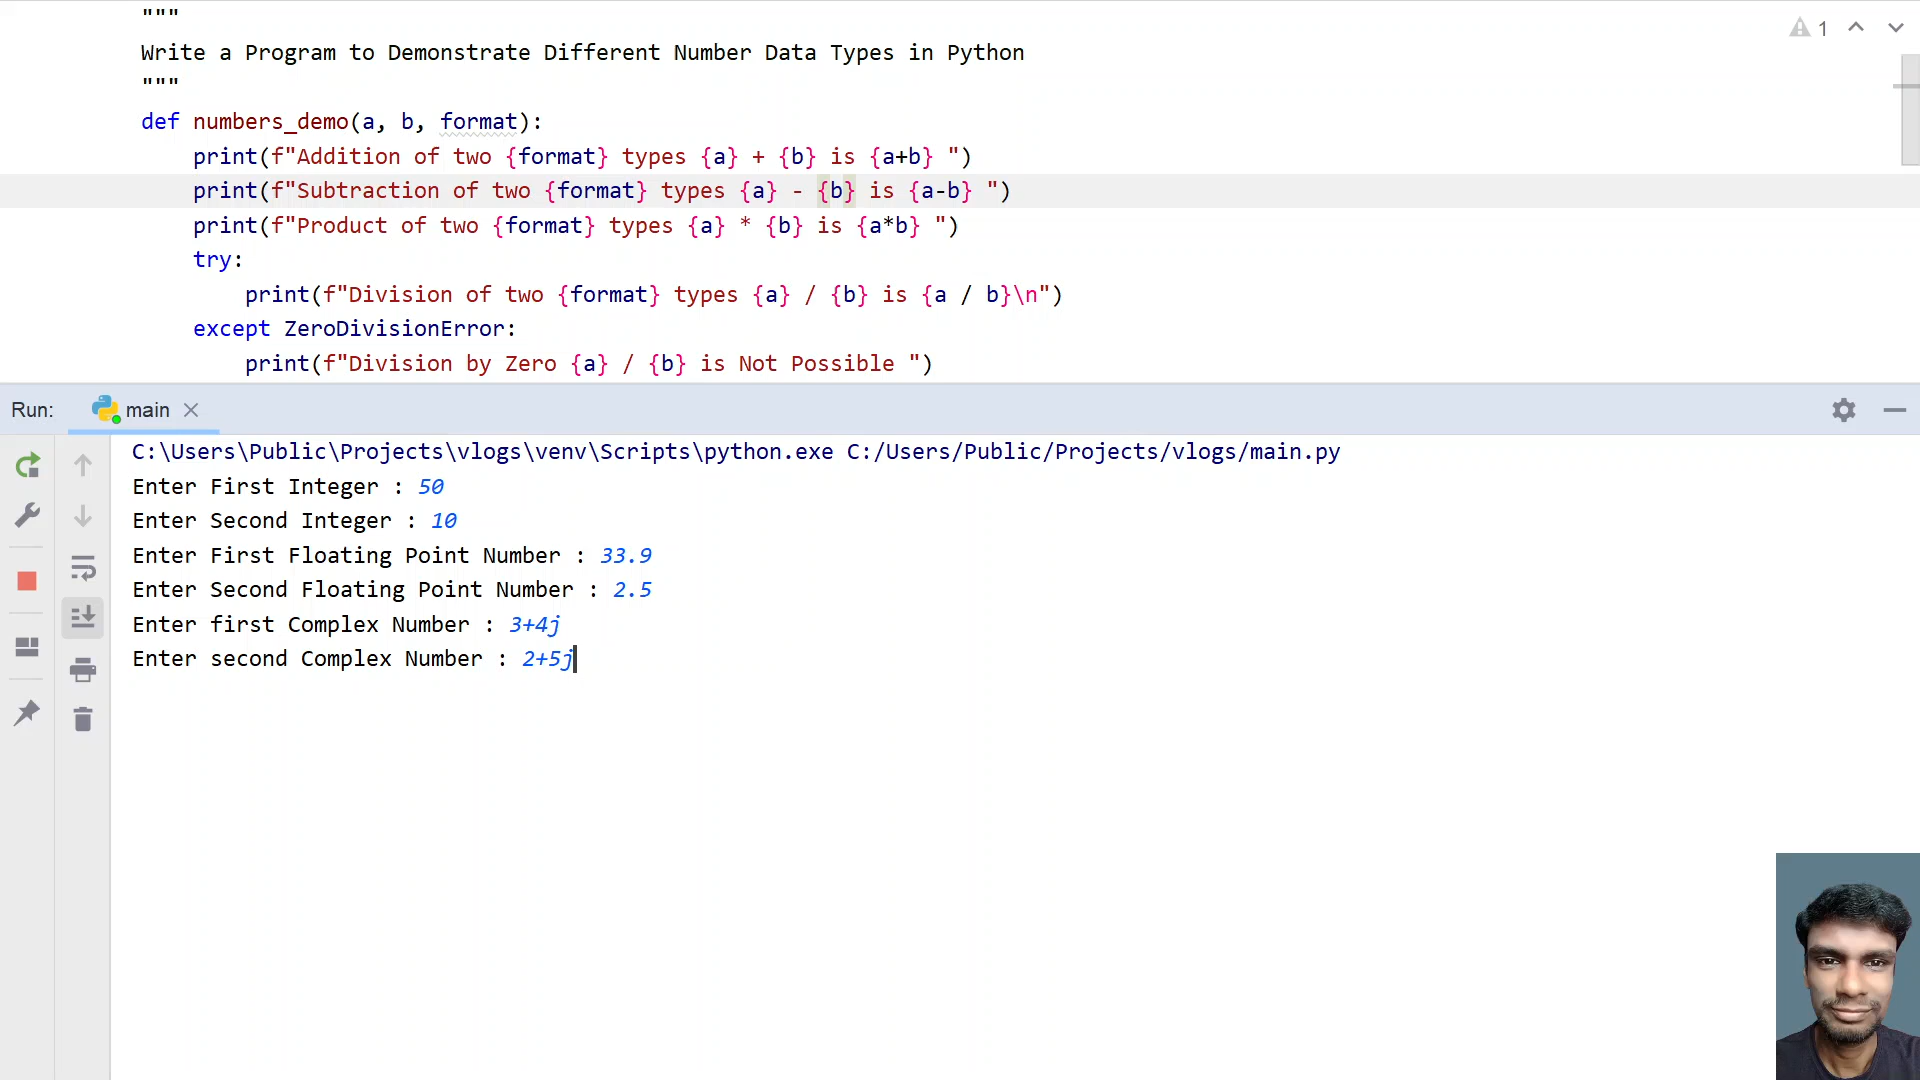 """
Write a Program to Demonstrate Different Number Data Types in Python
"""
def numbers_demo(a, b, format):
    print(f"Addition of two {format} types {a} + {b} is {a+b} ")
    print(f"Subtraction of two {format} types {a} - {b} is {a-b} ")
    print(f"Product of two {format} types {a} * {b} is {a*b} ")
    try:
        print(f"Division of two {format} types {a} / {b} is {a / b}\n")
    except ZeroDivisionError:
        print(f"Division by Zero {a} / {b} is Not Possible ")
1
Run: main
C:\Users\Public\Projects\vlogs\venv\Scripts\python.exe C:/Users/Public/Projects/vlogs/main.py
Enter First Integer : 50
Enter Second Integer : 10
Enter First Floating Point Number : 33.9
Enter Second Floating Point Number : 2.5
Enter first Complex Number : 3+4j
Enter second Complex Number : 2+5j